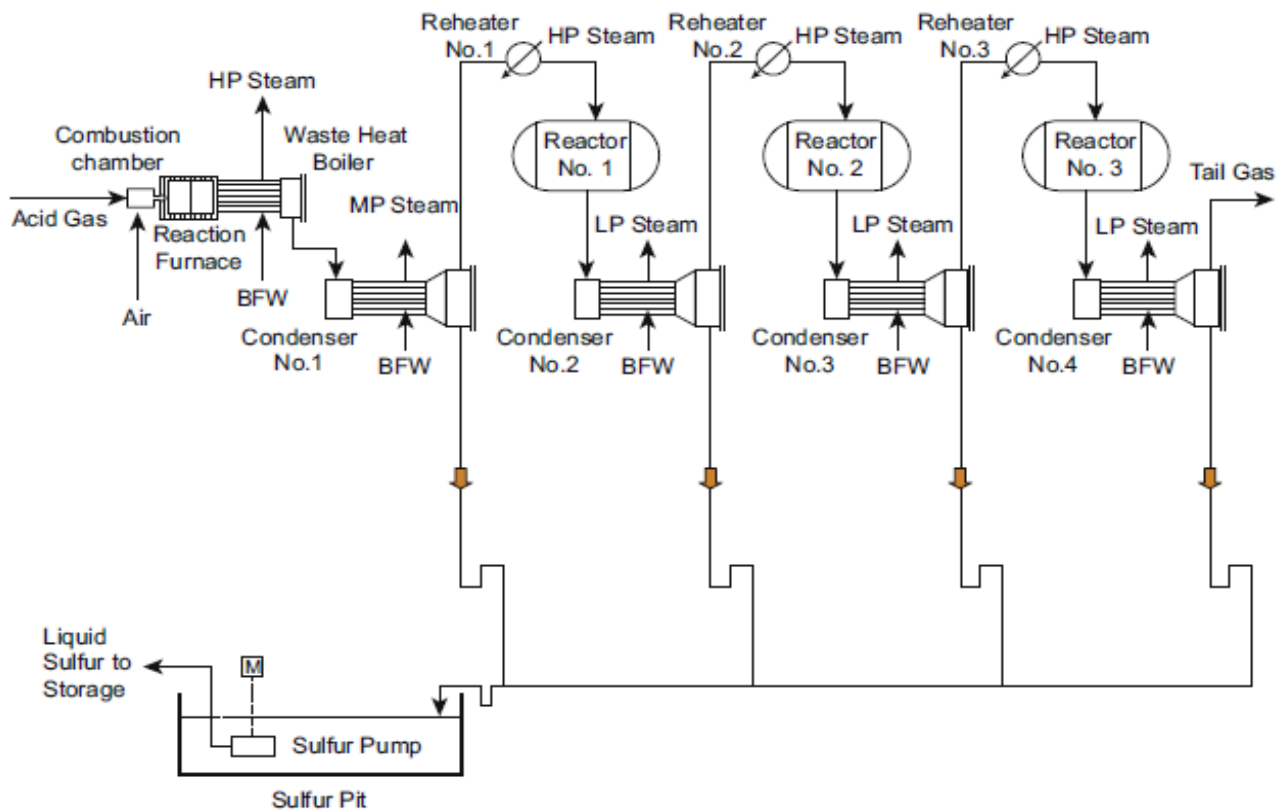 Reheater
No.1
HP Steam
Reheater
No.2
HP Steam
Reheater
No.3
HP Steam
HP Steam
Combustion
chamber
Waste Heat
Boiler
Reactor
No. 1
Reactor
No. 2
Reactor
No. 3
Tail Gas
Acid Gas
Reaction
Furnace
MP Steam
LP Steam
LP Steam
LP Steam
Air
BFW
Condenser
No.1
BFW
Condenser
No.2
BFW
Condenser
No.3
BFW
Condenser
No.4
BFW
Liquid
Sulfur to
Storage
M
Sulfur Pump
Sulfur Pit